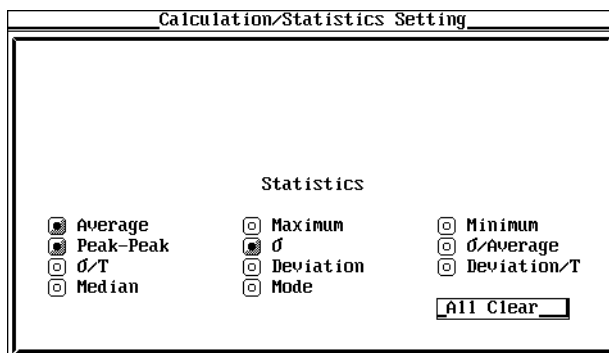 Calculation/Statistics Setting
Statistics
Average Maximum Minimum
Peak-Peak σ σ/Average
σ/T Deviation Deviation/T
Median Mode
All Clear